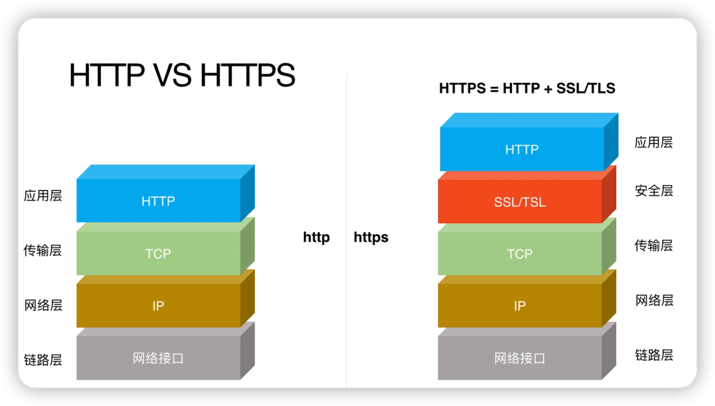 HTTP VS HTTPS
HTTPS = HTTP + SSL/TLS
应用层
HTTP
传输层
TCP
网络层
IP
链路层
网络接口
http
https
HTTP
应用层
SSL/TSL
安全层
TCP
传输层
IP
网络层
网络接口
链路层